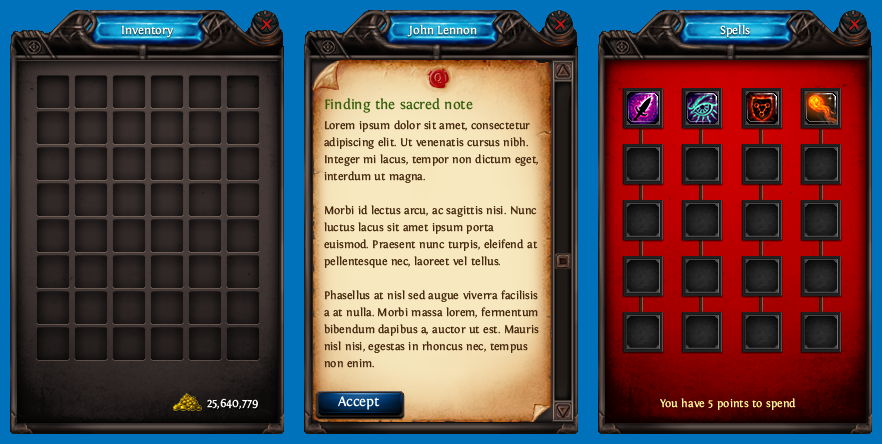 Inventory
25,640,779
John Lennon
Finding the sacred note
Lorem ipsum dolor sit amet, consectetur
adipiscing elit. Ut venenatis cursus nibh.
Integer mi lacus, tempor non dictum eget,
interdum ut magna.
Morbi id lectus arcu, ac sagittis nisi. Nunc
luctus lacus sit amet ipsum porta
euismod. Praesent nunc turpis, eleifend at
pellentesque nec, laoreet vel tellus.
Phasellus at nisl sed augue viverra facilisis
a at nulla. Morbi massa lorem, fermentum
bibendum dapibus a, auctor ut est. Mauris
nisl nisi, egestas in rhoncus nec, tempus
non enim.
Accept
Spells
You have 5 points to spend